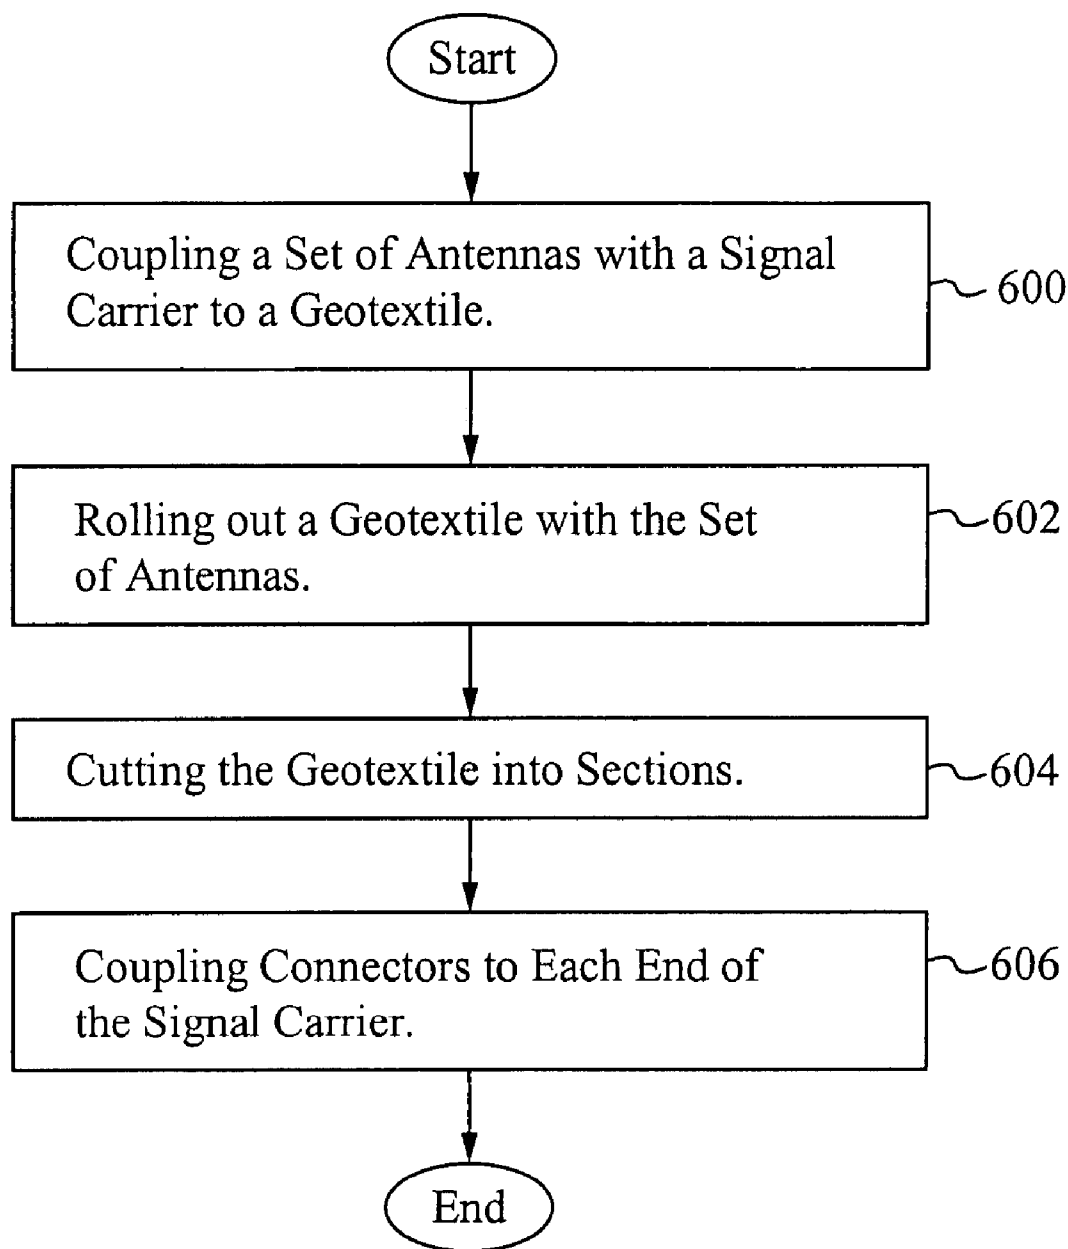 Start
Coupling a Set of Antennas with a Signal
Carrier to a Geotextile.
600
Rolling out a Geotextile with the Set
of Antennas.
602
Cutting the Geotextile into Sections.
604
Coupling Connectors to Each End of
the Signal Carrier.
606
End